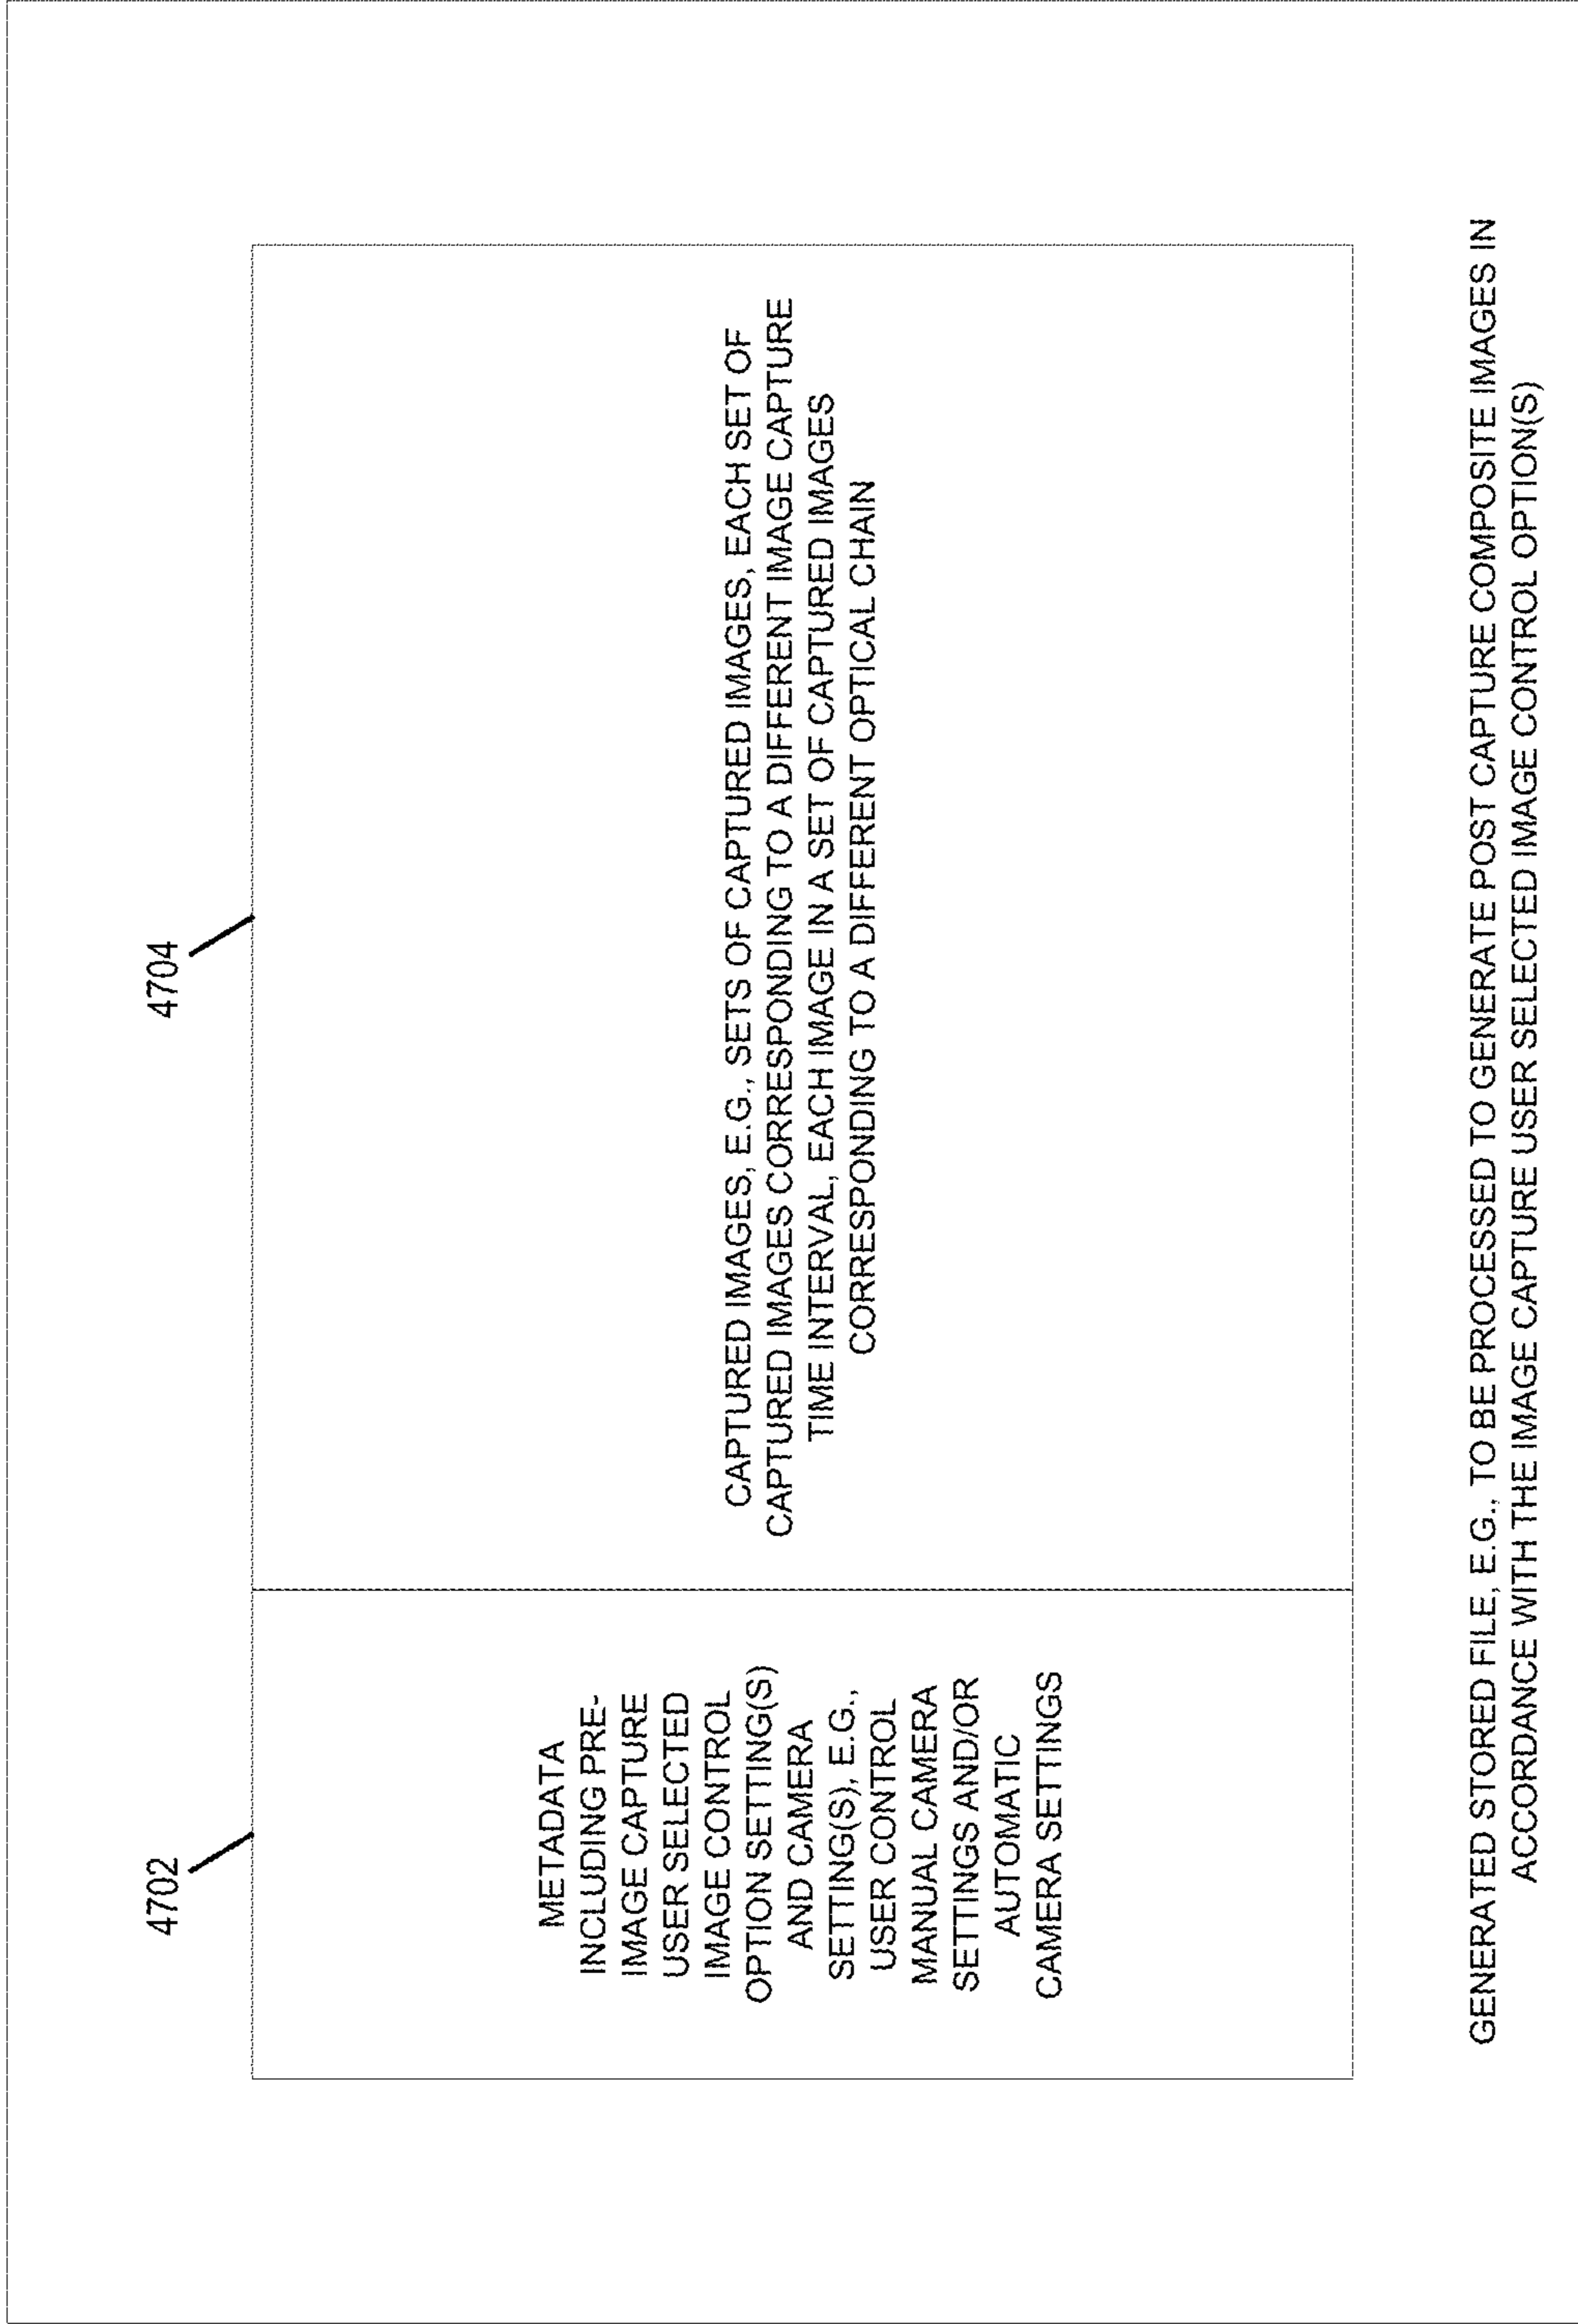 4702
4704
METADATA
INCLUDING PRE-
IMAGE CAPTURE
USER SELECTED
IMAGE CONTROL
OPTION SETTING(S)
AND CAMERA
SETTING(S), E.G.,
USER CONTROL
MANUAL CAMERA
SETTINGS AND/OR
AUTOMATIC
CAMERA SETTINGS
CAPTURED IMAGES, E.G., SETS OF CAPTURED IMAGES, EACH SET OF
CAPTURED IMAGES CORRESPONDING TO A DIFFERENT IMAGE CAPTURE
TIME INTERVAL, EACH IMAGE IN A SET OF CAPTURED IMAGES
CORRESPONDING TO A DIFFERENT OPTICAL CHAIN
GENERATED STORED FILE, E.G., TO BE PROCESSED TO GENERATE POST CAPTURE COMPOSITE IMAGES IN
ACCORDANCE WITH THE IMAGE CAPTURE USER SELECTED IMAGE CONTROL OPTION(S)